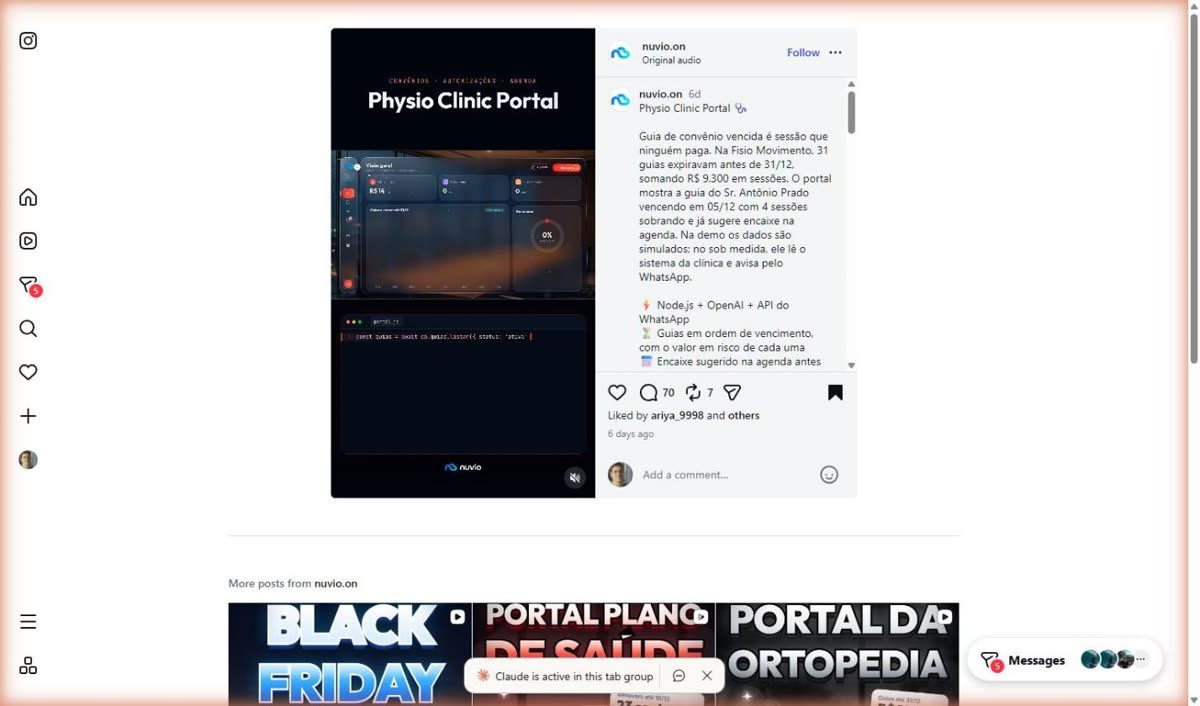 CONVÊNIOS · AUTORIZAÇÕES · AGENDA
Physio Clinic Portal
Visão geral
R$ 14
0
0
0%
portal.js
1 const guias = await db.guias.listar({ status: 'ativa'
nuvio
nuvio.on
Original audio
Follow
nuvio.on 6d
Physio Clinic Portal
Guia de convênio vencida é sessão que
ninguém paga. Na Fisio Movimento, 31
guias expiravam antes de 31/12,
somando R$ 9.300 em sessões. O portal
mostra a guia do Sr. Antônio Prado
vencendo em 05/12 com 4 sessões
sobrando e já sugere encaixe na
agenda. Na demo os dados são
simulados; no sob medida, ele lê o
sistema da clínica e avisa pelo
WhatsApp.
Node.js + OpenAI + API do
WhatsApp
Guias em ordem de vencimento,
com o valor em risco de cada uma
Encaixe sugerido na agenda antes
70
7
Liked by ariya_9998 and others
6 days ago
Add a comment...
5
More posts from nuvio.on
BLACK
FRIDAY
PORTAL PLANO
DE SAÚDE
PORTAL DA
ORTOPEDIA
Claude is active in this tab group
5
Messages